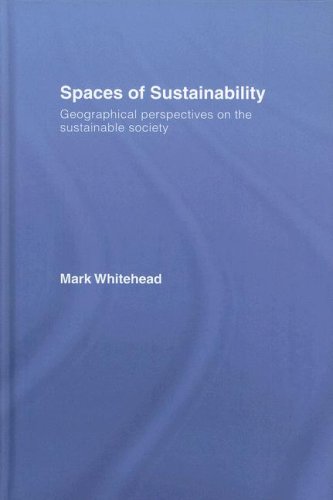 Spaces of Sustainability
Geographical perspectives on the
sustainable society
Mark Whitehead